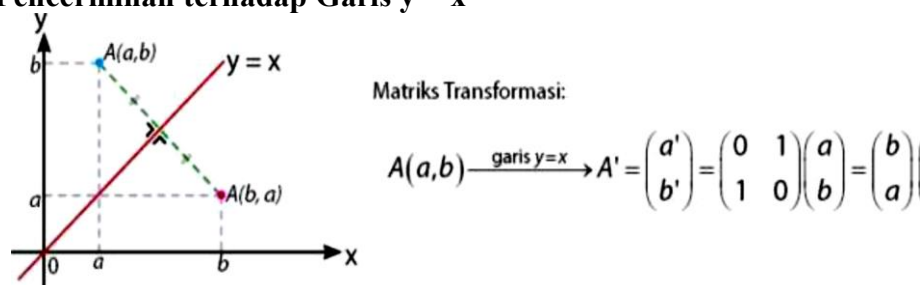 Pencerminan terhadap Garis y = x
y
b
A(a,b)
y = x
a
A(b, a)
0
a
b
x
Matriks Transformasi:
A(a,b) garis y=x → A' = (a' b') = (0 1 1 0)(a b) = (b a)